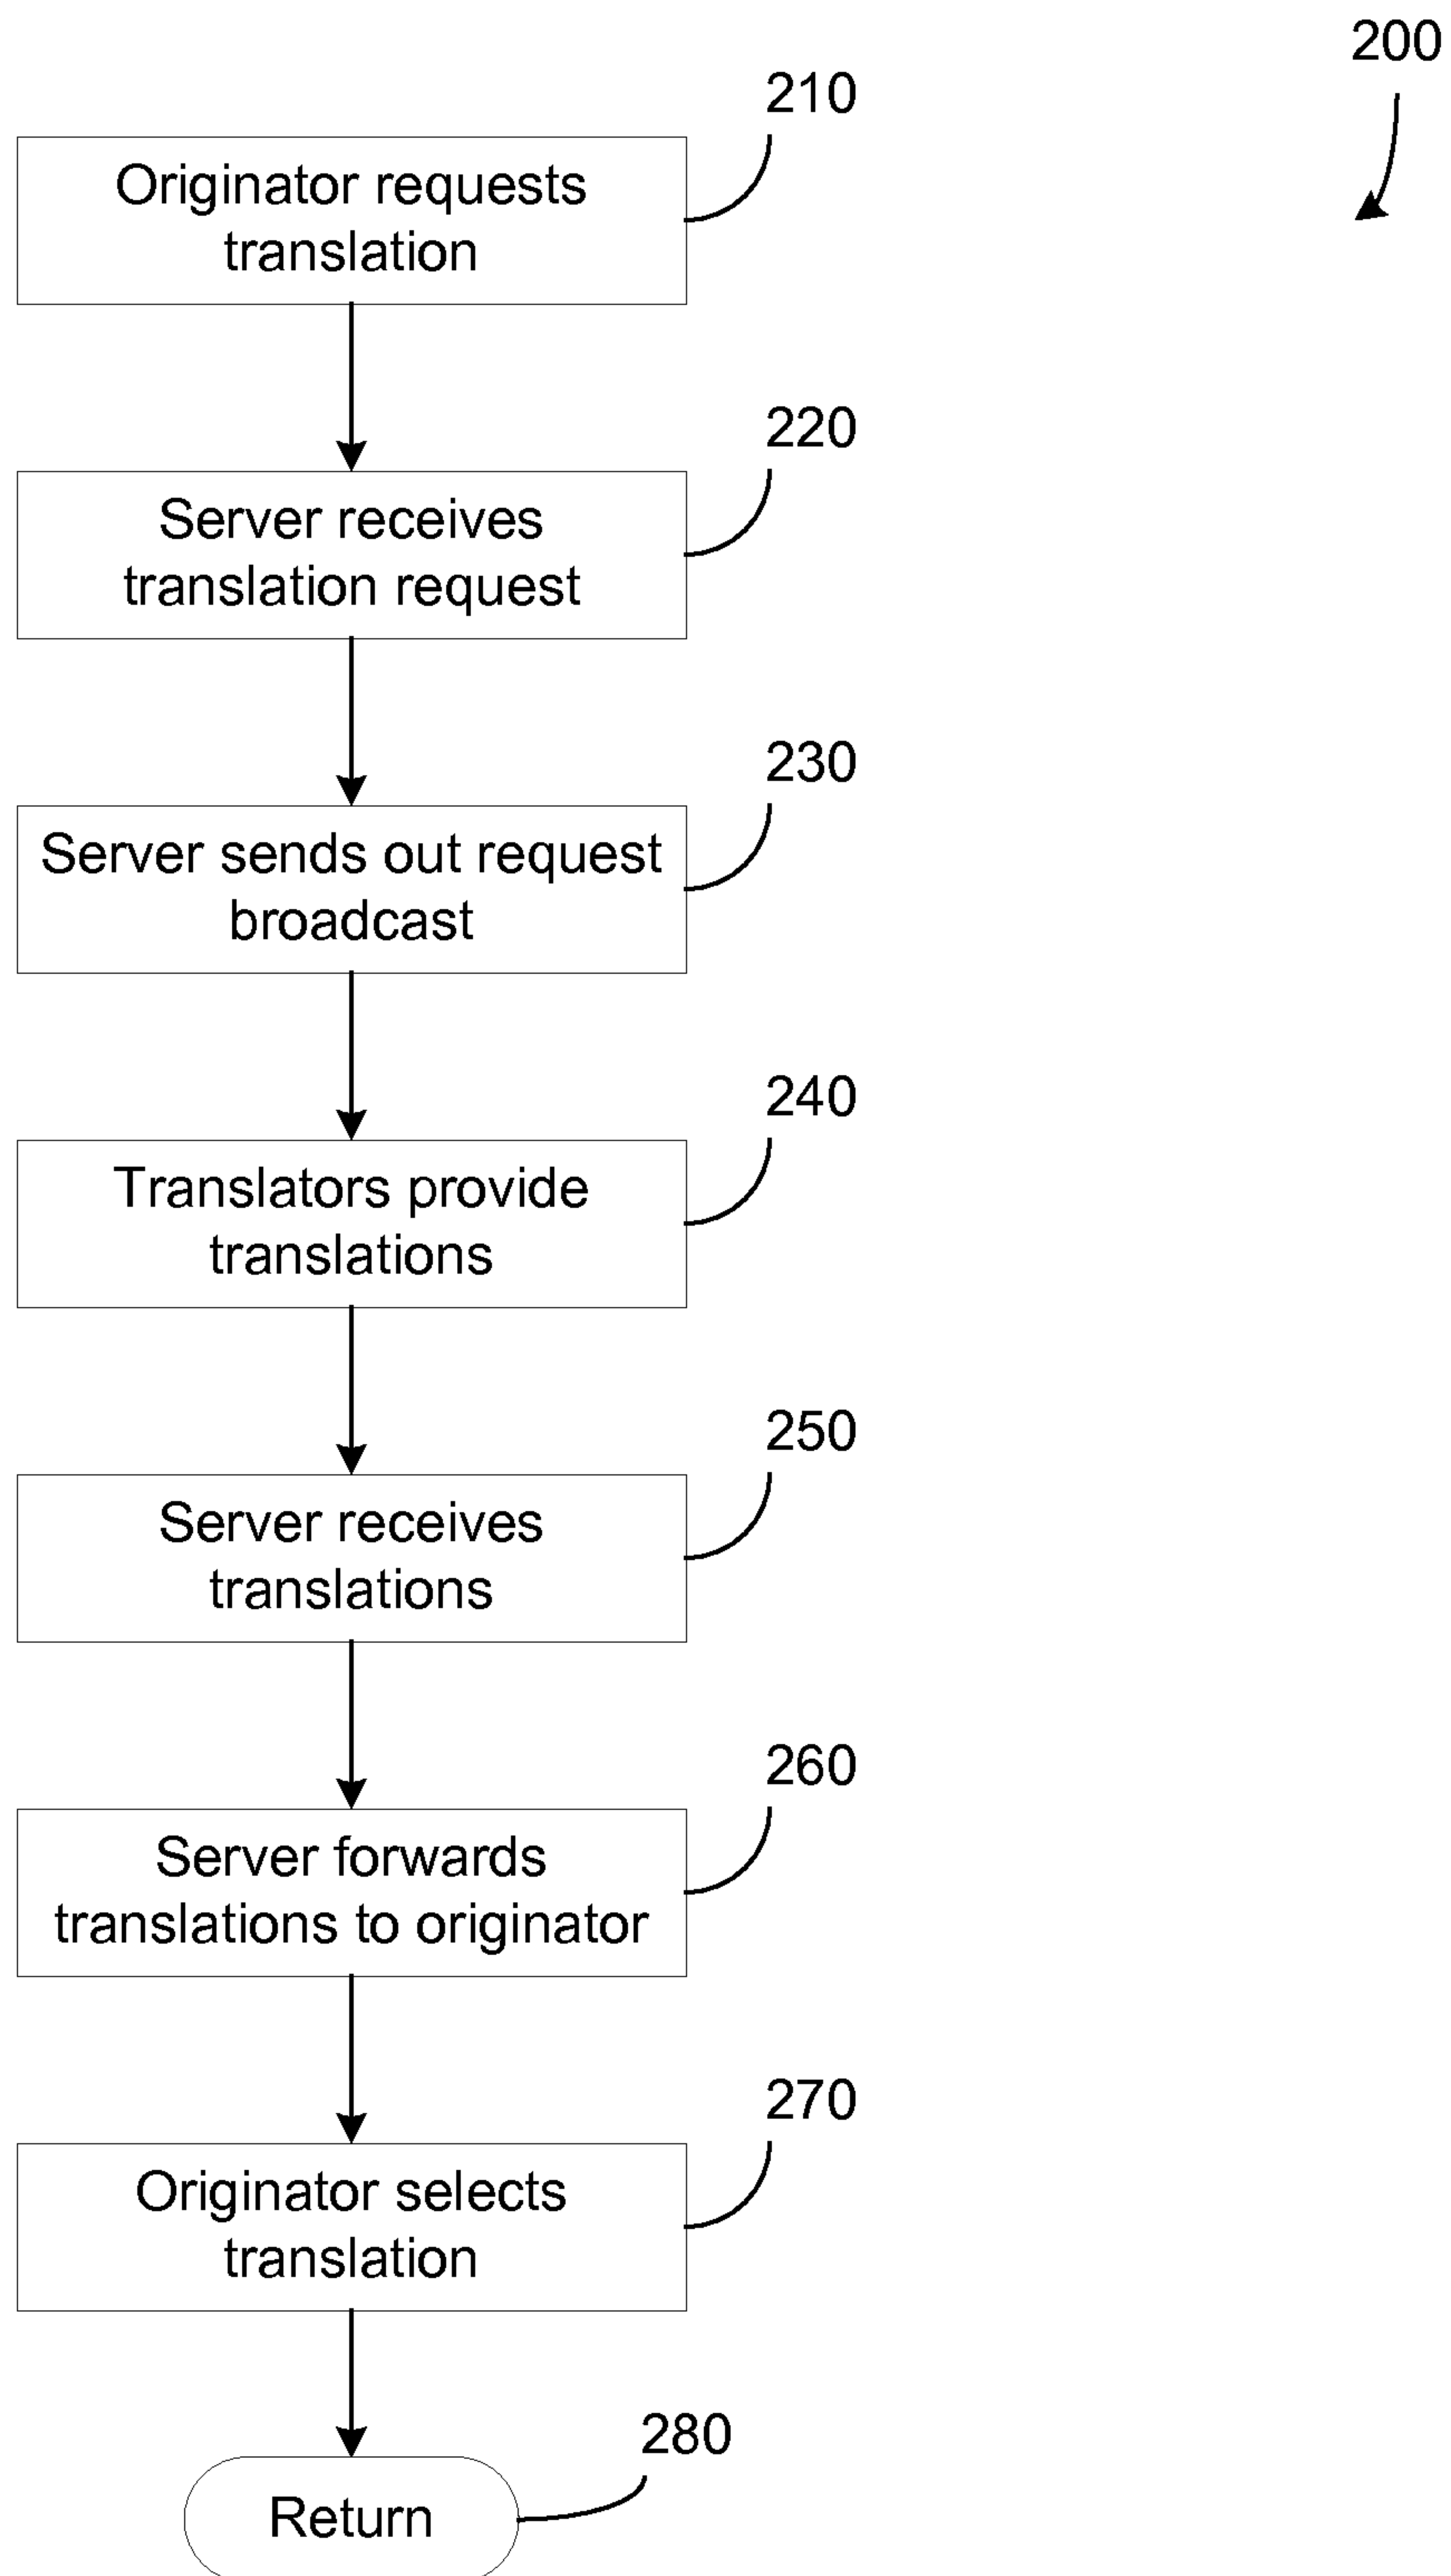 200
210
Originator requests
translation
220
Server receives
translation request
230
Server sends out request
broadcast
240
Translators provide
translations
250
Server receives
translations
260
Server forwards
translations to originator
270
Originator selects
translation
280
Return